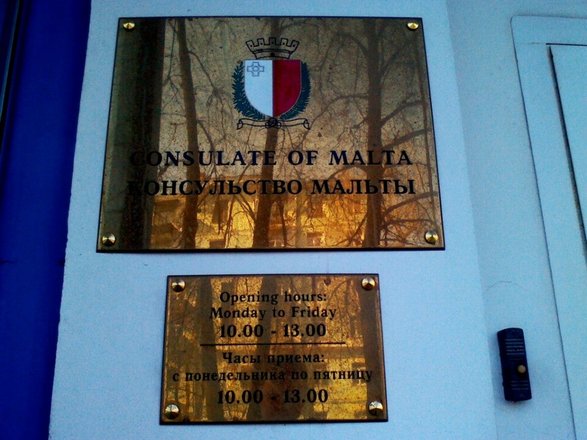 CONSULATE OF MALTA
КОНСУЛЬСТВО МАЛЬТЫ
Opening hours:
Monday to Friday
10.00 - 13.00
Часы приема:
с понедельника по пятницу
10.00 - 13.00